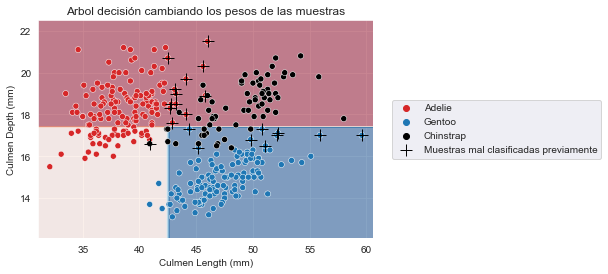 Arbol decisión cambiando los pesos de las muestras
22
20
18
16
14
Culmen Depth (mm)
35
40
45
50
55
60
Culmen Length (mm)
Adelie
Gentoo
Chinstrap
Muestras mal clasificadas previamente